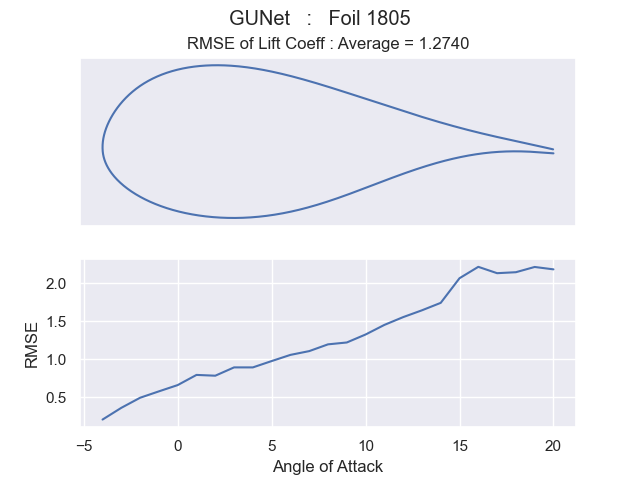 GUNet   :   Foil 1805
RMSE of Lift Coeff : Average = 1.2740
2.0
1.5
1.0
0.5
RMSE
−5 0 5 10 15 20
Angle of Attack